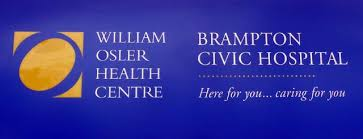 WILLIAM
OSLER
HEALTH
CENTRE
BRAMPTON
CIVIC HOSPITAL
Here for you... caring for you